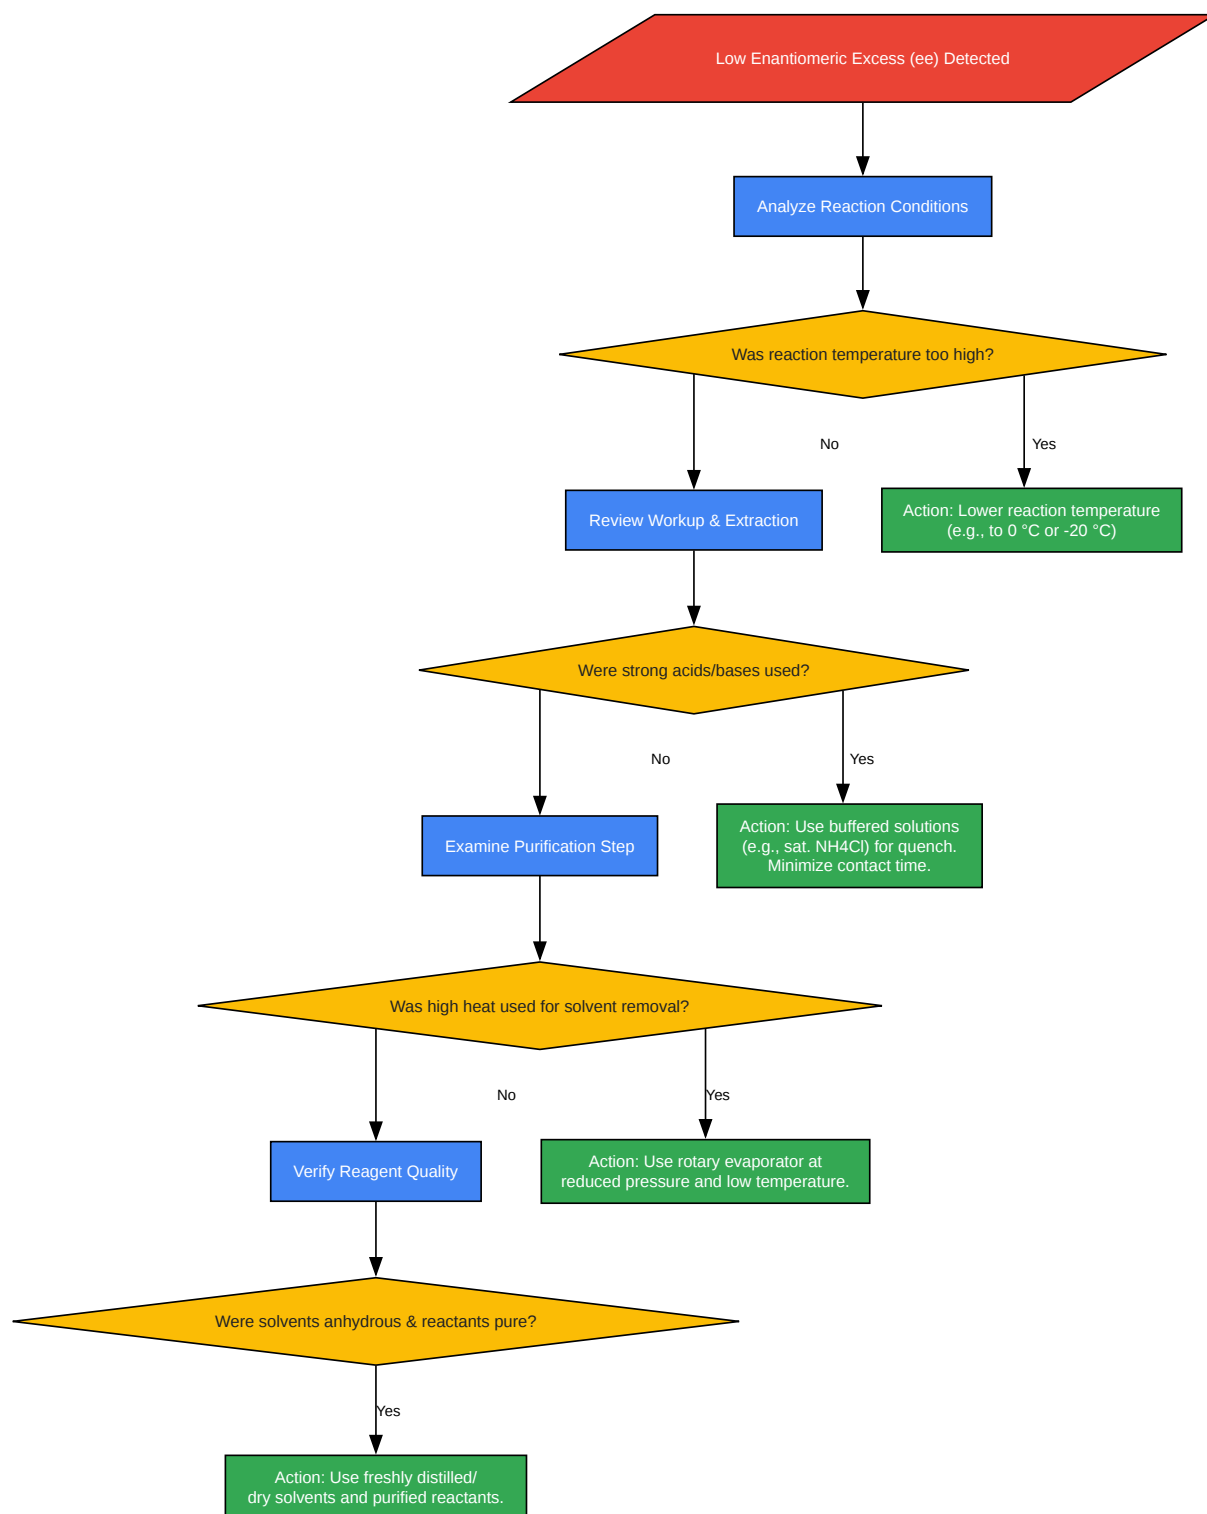 Low Enantiomeric Excess (ee) Detected
Analyze Reaction Conditions
Was reaction temperature too high?
No
Yes
Review Workup & Extraction
Action: Lower reaction temperature
(e.g., to 0 °C or -20 °C)
Were strong acids/bases used?
No
Yes
Examine Purification Step
Action: Use buffered solutions
(e.g., sat. NH4Cl) for quench.
Minimize contact time.
Was high heat used for solvent removal?
No
Yes
Verify Reagent Quality
Action: Use rotary evaporator at
reduced pressure and low temperature.
Were solvents anhydrous & reactants pure?
Yes
Action: Use freshly distilled/
dry solvents and purified reactants.